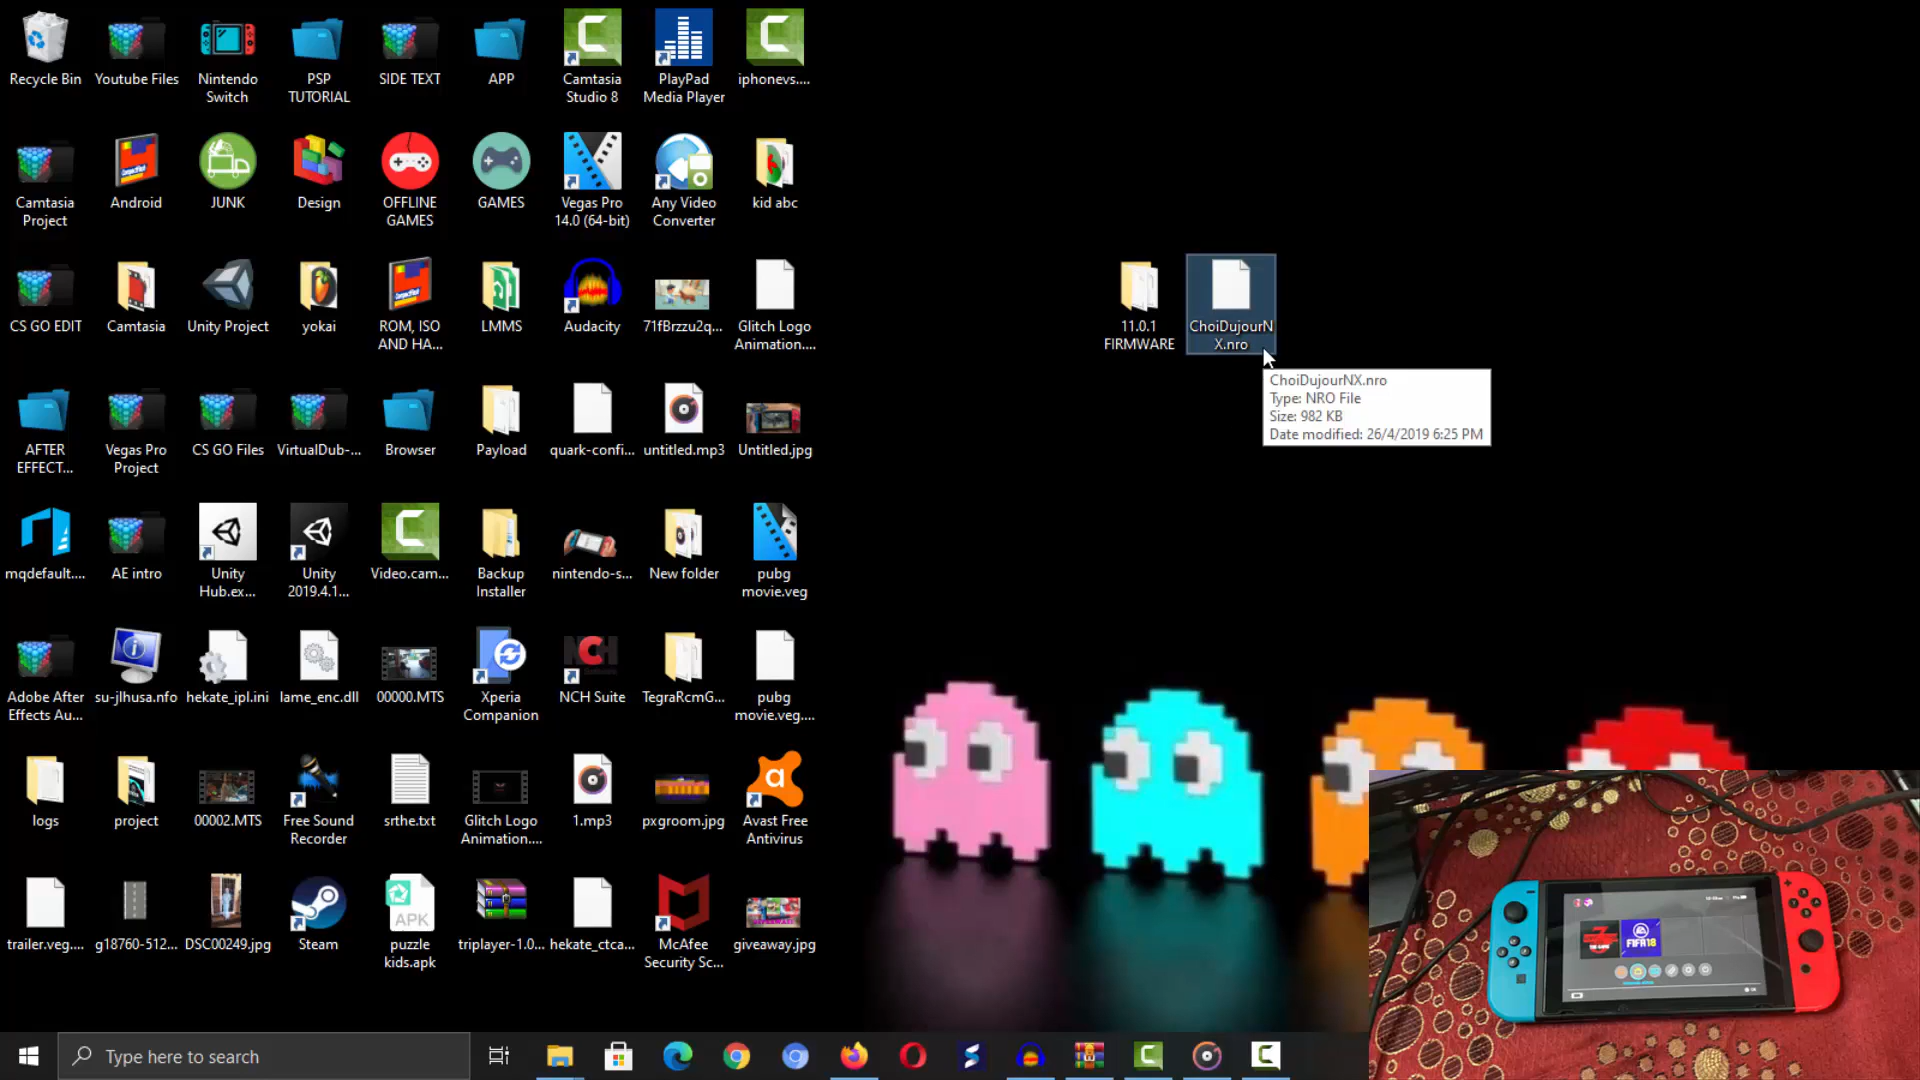 Recycle Bin
Youtube Files
Nintendo
Switch
PSP
TUTORIAL
SIDE TEXT
APP
Camtasia
Studio 8
PlayPad
Media Player
iphonevs....
Camtasia
Project
Android
JUNK
Design
OFFLINE
GAMES
GAMES
Vegas Pro
14.0 (64-bit)
Any Video
Converter
kid abc
CS GO EDIT
Camtasia
Unity Project
yokai
ROM, ISO
AND HA...
LMMS
Audacity
71fBrzzu2q...
Glitch Logo
Animation....
11.0.1
FIRMWARE
ChoiDujourN
X.nro
ChoiDujourNX.nro
Type: NRO File
Size: 982 KB
Date modified: 26/4/2019 6:25 PM
AFTER
EFFECT...
Vegas Pro
Project
CS GO Files
VirtualDub-...
Browser
Payload
quark-confi...
untitled.mp3
Untitled.jpg
mqdefault....
AE intro
Unity
Hub.ex...
Unity
2019.4.1...
Video.cam...
Backup
Installer
nintendo-s...
New folder
pubg
movie.veg
Adobe After
Effects Au...
su-jlhusa.nfo
hekate_ipl.ini
lame_enc.dll
00000.MTS
Xperia
Companion
NCH
NCH Suite
TegraRcmG...
pubg
movie.veg....
logs
project
00002.MTS
Free Sound
Recorder
srthe.txt
Glitch Logo
Animation....
1.mp3
pxgroom.jpg
Avast Free
Antivirus
trailer.veg....
g18760-512...
DSC00249.jpg
Steam
APK
puzzle
kids.apk
triplayer-1.0...
hekate_ctca...
McAfee
Security Sc...
giveaway.jpg
FIFA 18
Type here to search